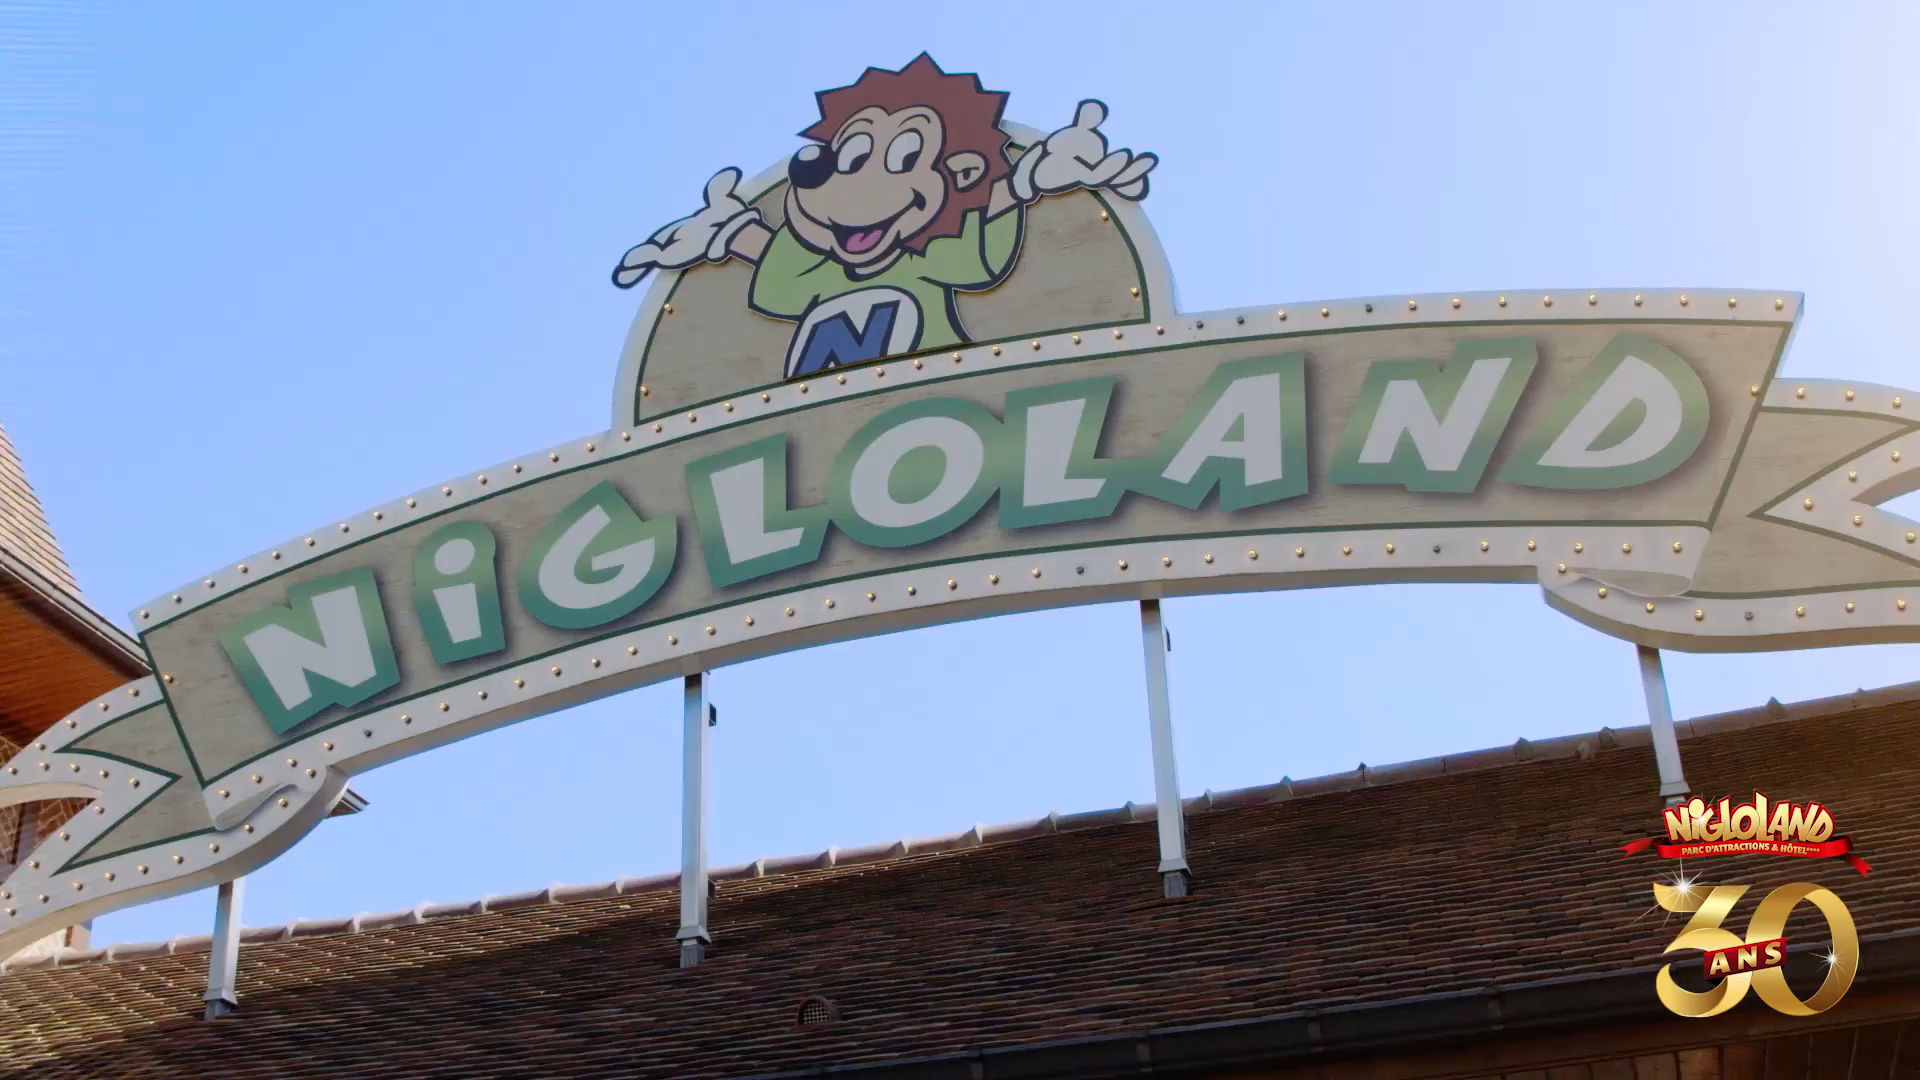 N
NiGLOLAND
NiGLOLAND
PARC D'ATTRACTIONS & HÔTEL****
30
ANS